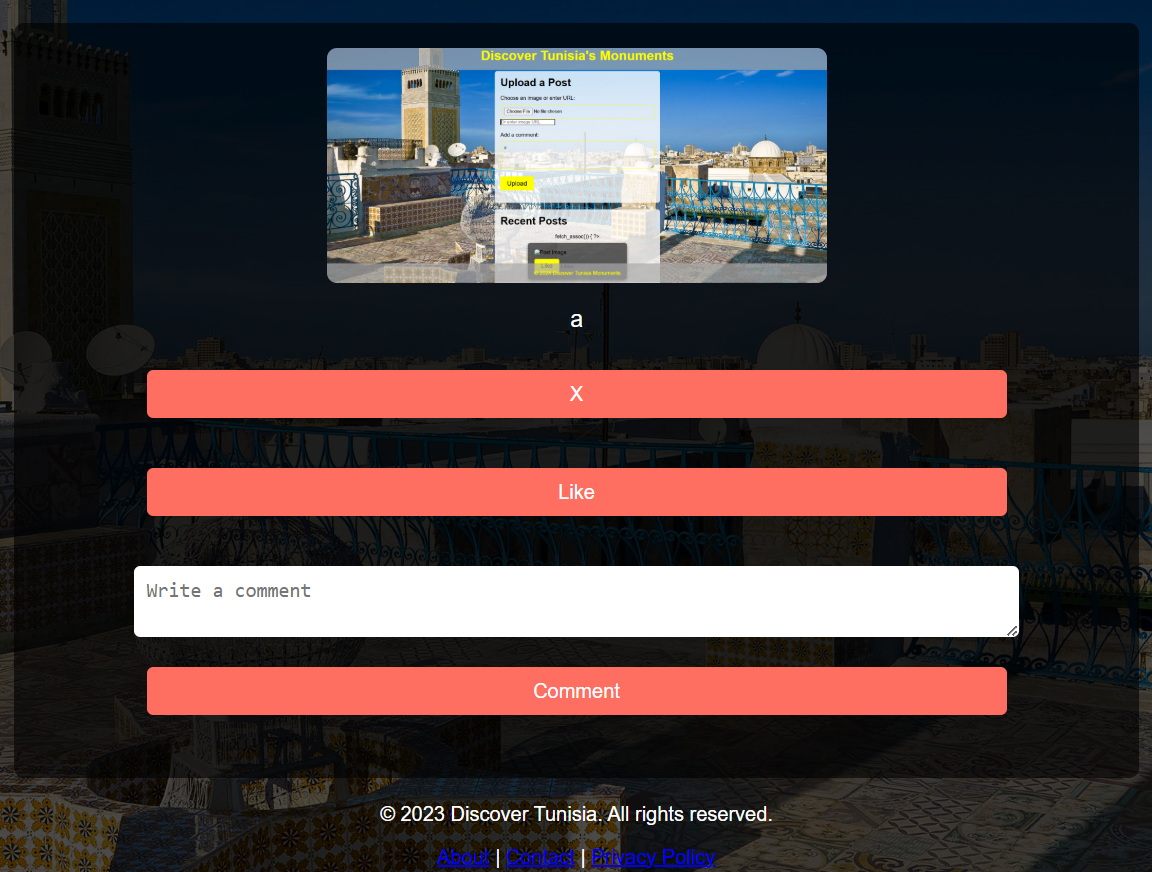 Discover Tunisia's Monuments
Upload a Post
Choose an image or enter URL:
Choose File No file chosen
Or enter image URL
Add a comment:
a
Upload
Recent Posts
fetch_assoc()) { ?>
Post Image
Like
© 2023 Discover Tunisia Monuments
a
X
Like
Write a comment
Comment
© 2023 Discover Tunisia. All rights reserved.
About | Contact | Privacy Policy